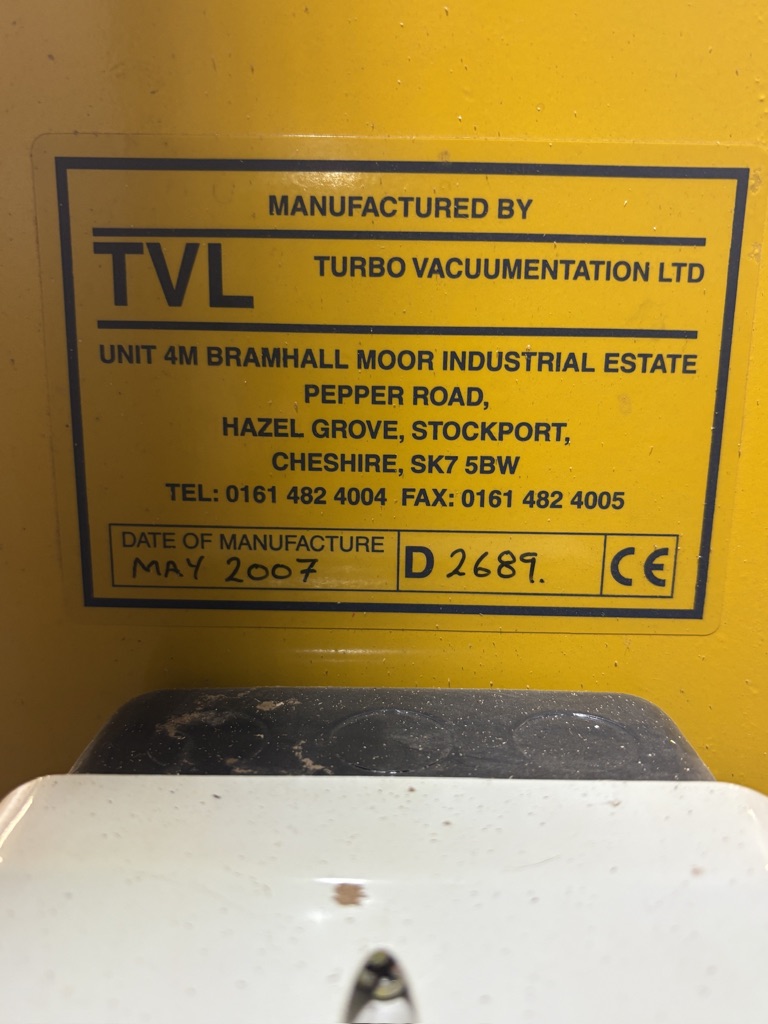 MANUFACTURED BY
TVL TURBO VACUUMENTATION LTD
UNIT 4M BRAMHALL MOOR INDUSTRIAL ESTATE
PEPPER ROAD,
HAZEL GROVE, STOCKPORT,
CHESHIRE, SK7 5BW
TEL: 0161 482 4004 FAX: 0161 482 4005
DATE OF MANUFACTURE
MAY 2007 D 2689. CE